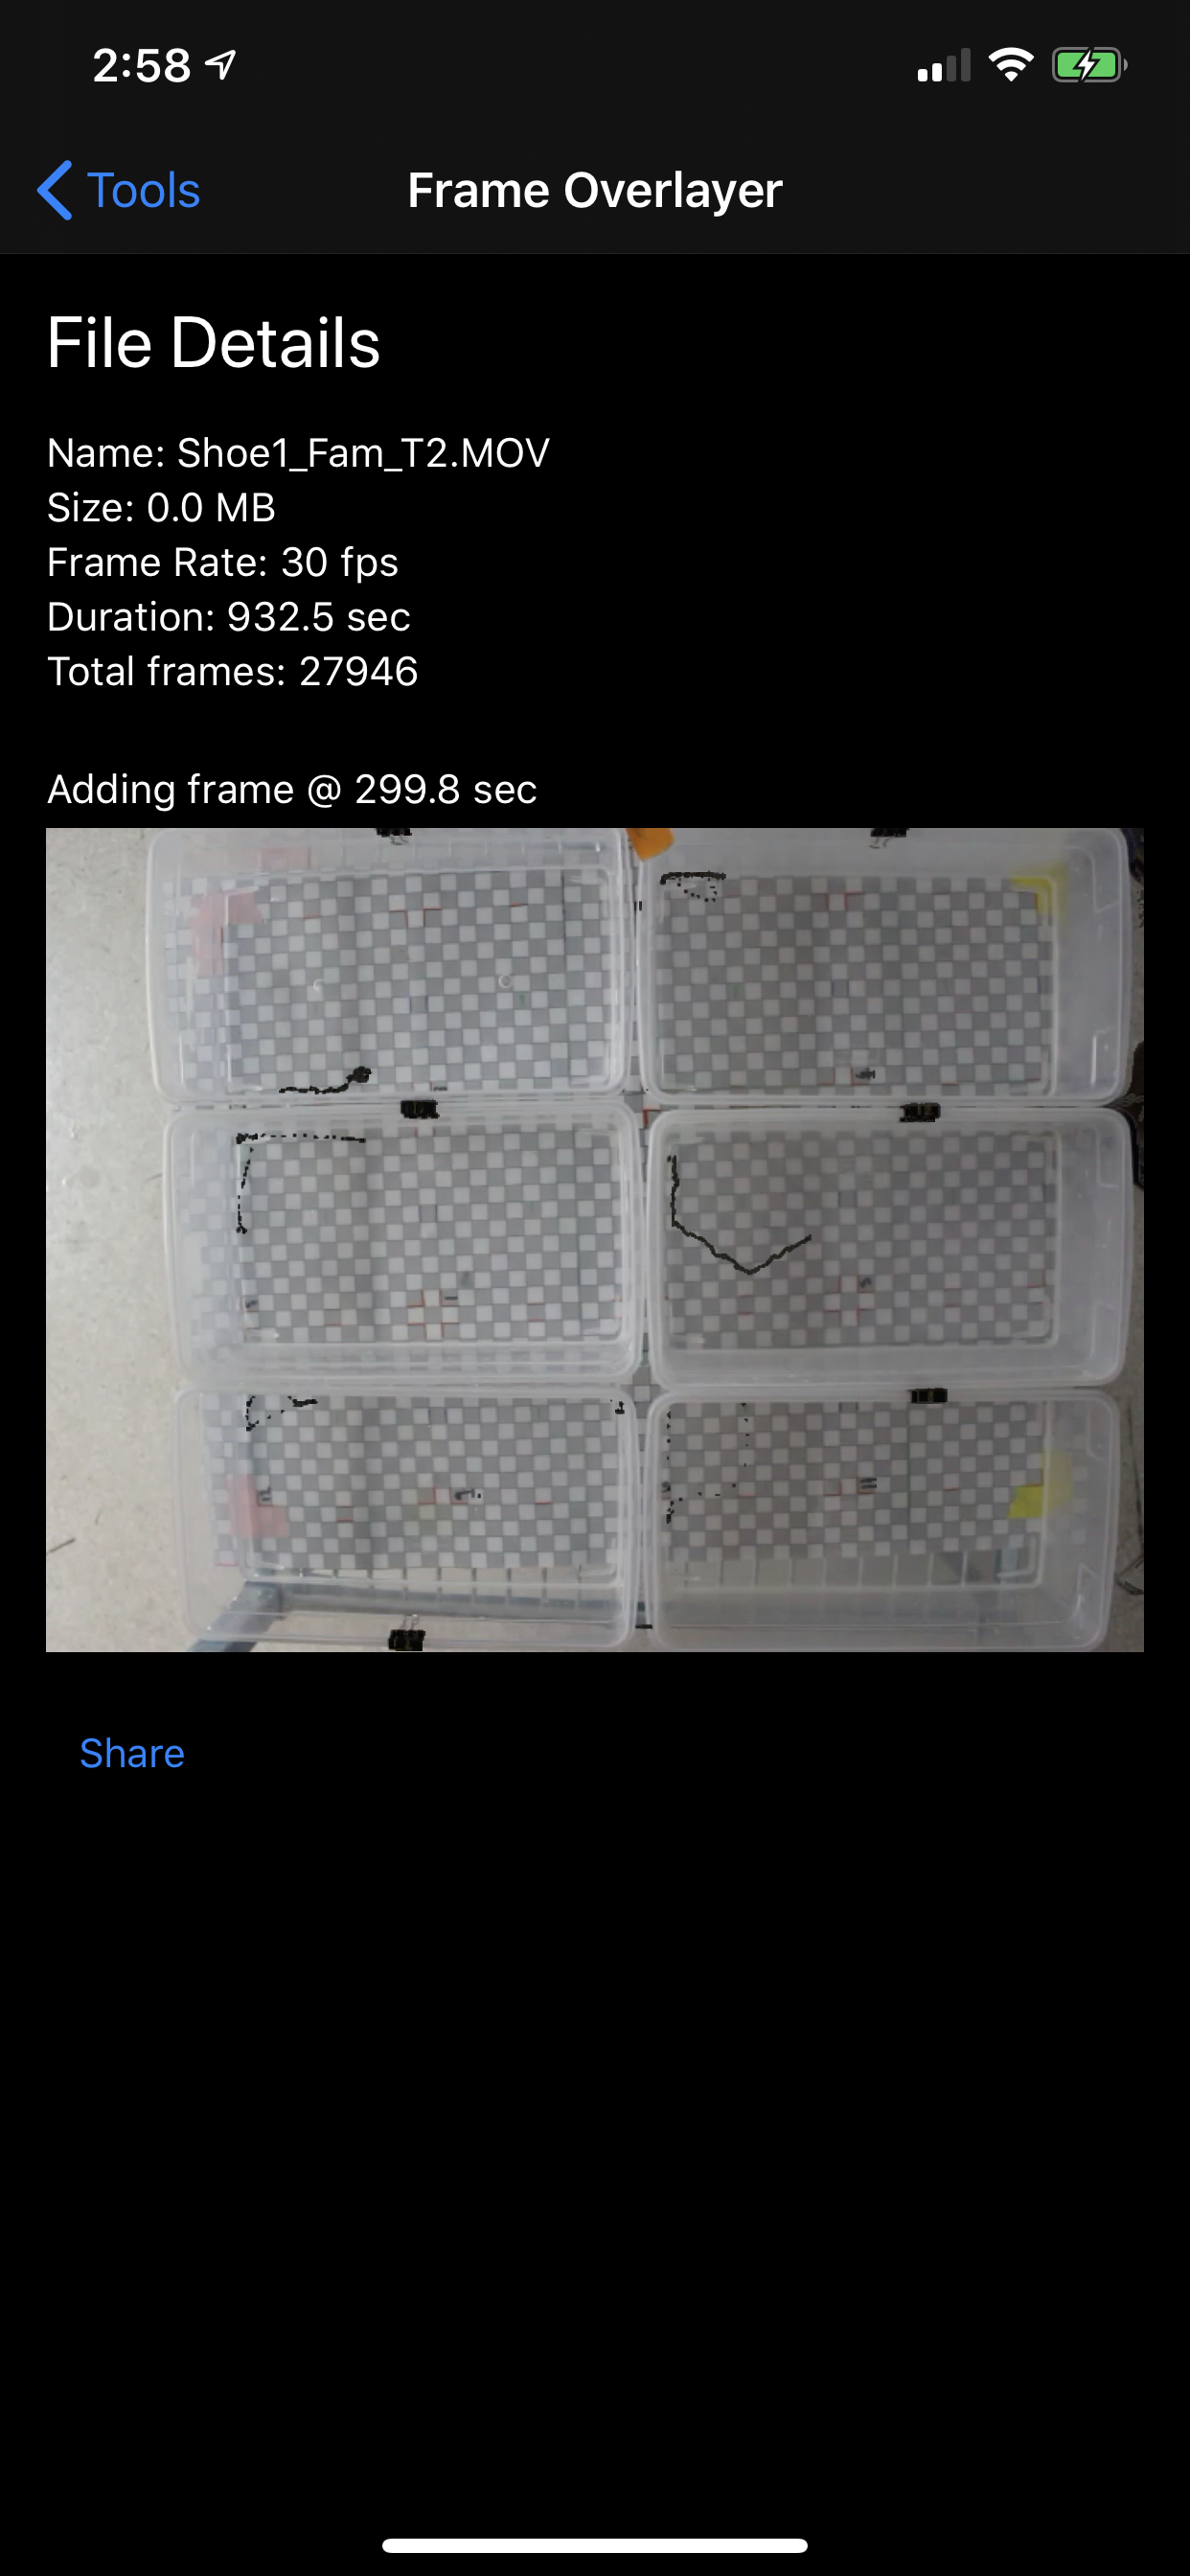 2:58
Tools
Frame Overlayer
File Details
Name: Shoe1_Fam_T2.MOV
Size: 0.0 MB
Frame Rate: 30 fps
Duration: 932.5 sec
Total frames: 27946
Adding frame @ 299.8 sec
Share